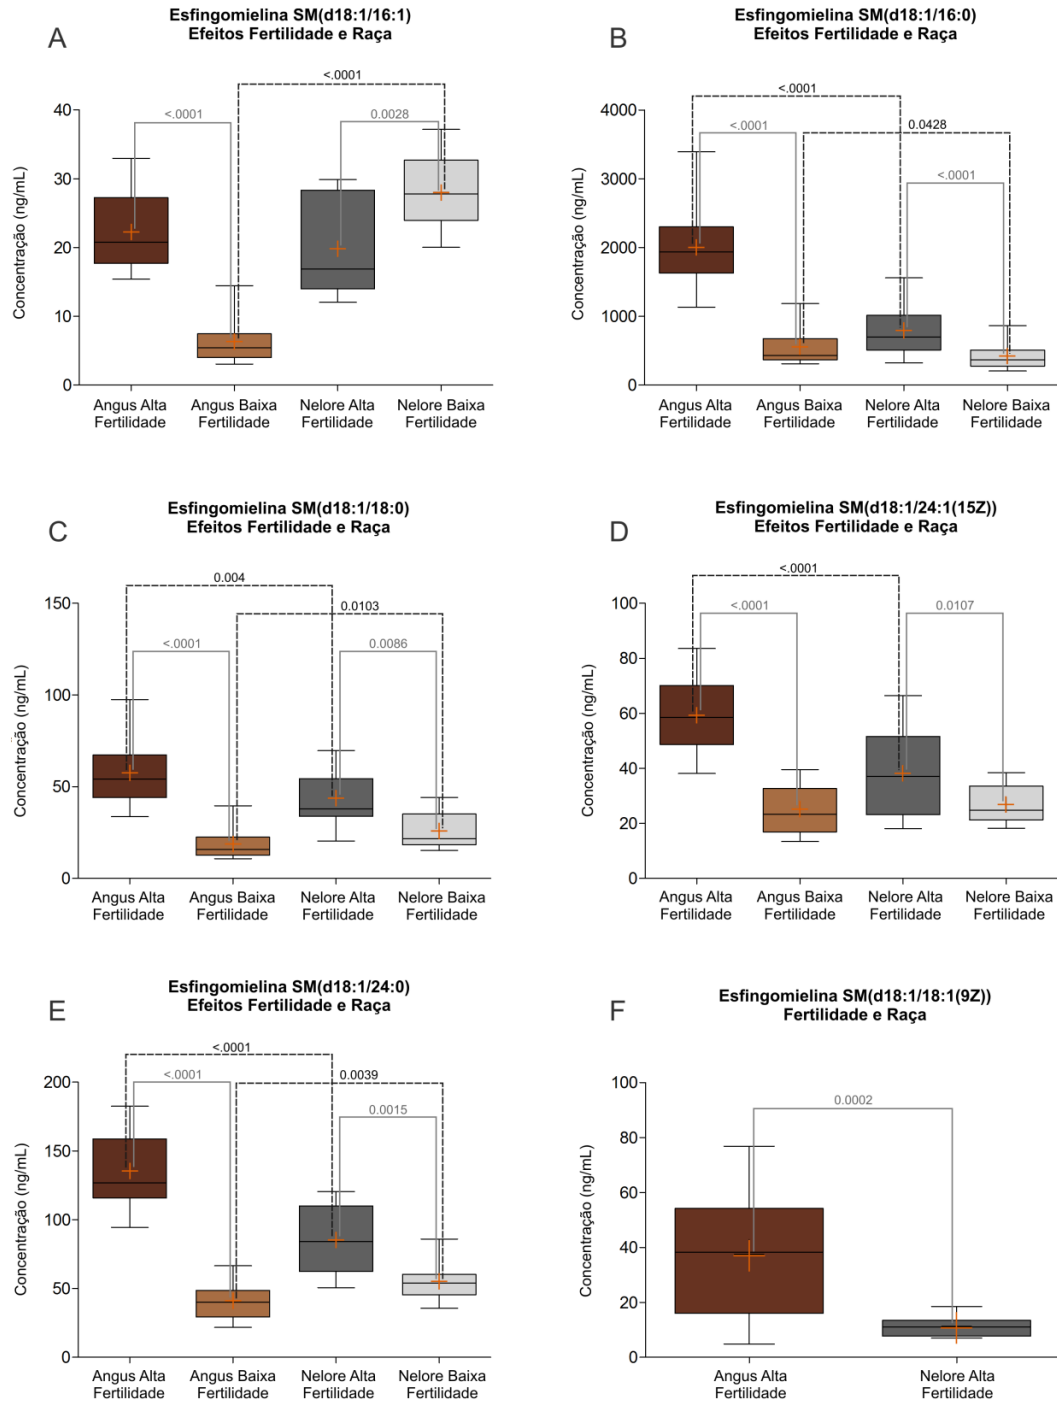 A
Esfingomielina SM(d18:1/16:1)
Efeitos Fertilidade e Raça
<.0001
<.0001
0.0028
Concentração (ng/mL)
40
30
20
10
0
Angus Alta Fertilidade
Angus Baixa Fertilidade
Nelore Alta Fertilidade
Nelore Baixa Fertilidade
B
Esfingomielina SM(d18:1/16:0)
Efeitos Fertilidade e Raça
<.0001
<.0001
0.0428
<.0001
Concentração (ng/mL)
4000
3000
2000
1000
0
Angus Alta Fertilidade
Angus Baixa Fertilidade
Nelore Alta Fertilidade
Nelore Baixa Fertilidade
C
Esfingomielina SM(d18:1/18:0)
Efeitos Fertilidade e Raça
0.004
0.0103
<.0001
0.0086
Concentração (ng/mL)
150
100
50
0
Angus Alta Fertilidade
Angus Baixa Fertilidade
Nelore Alta Fertilidade
Nelore Baixa Fertilidade
D
Esfingomielina SM(d18:1/24:1(15Z))
Efeitos Fertilidade e Raça
<.0001
<.0001
0.0107
Concentração (ng/mL)
100
80
60
40
20
0
Angus Alta Fertilidade
Angus Baixa Fertilidade
Nelore Alta Fertilidade
Nelore Baixa Fertilidade
E
Esfingomielina SM(d18:1/24:0)
Efeitos Fertilidade e Raça
<.0001
<.0001
0.0039
0.0015
Concentração (ng/mL)
200
150
100
50
0
Angus Alta Fertilidade
Angus Baixa Fertilidade
Nelore Alta Fertilidade
Nelore Baixa Fertilidade
F
Esfingomielina SM(d18:1/18:1(9Z))
Fertilidade e Raça
0.0002
Concentração (ng/mL)
100
80
60
40
20
0
Angus Alta Fertilidade
Nelore Alta Fertilidade